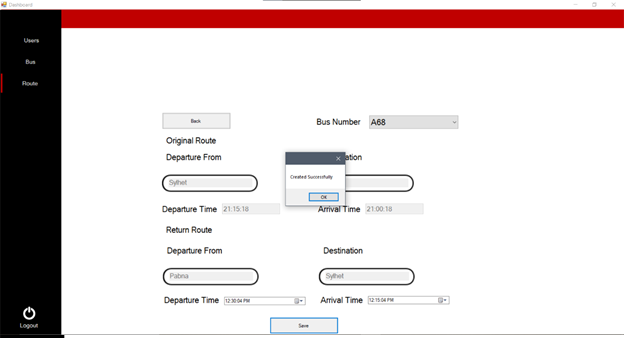 Dashboard
Users
Bus
Route
Back
Bus Number A68
Original Route
Departure From
Sylhet
Departure Time 21:15:18 Arrival Time 21:00:18
Created Successfully
OK
Return Route
Departure From Destination
Pabna Sylhet
Departure Time 12:30:04 PM Arrival Time 12:15:04 PM
Save
Logout